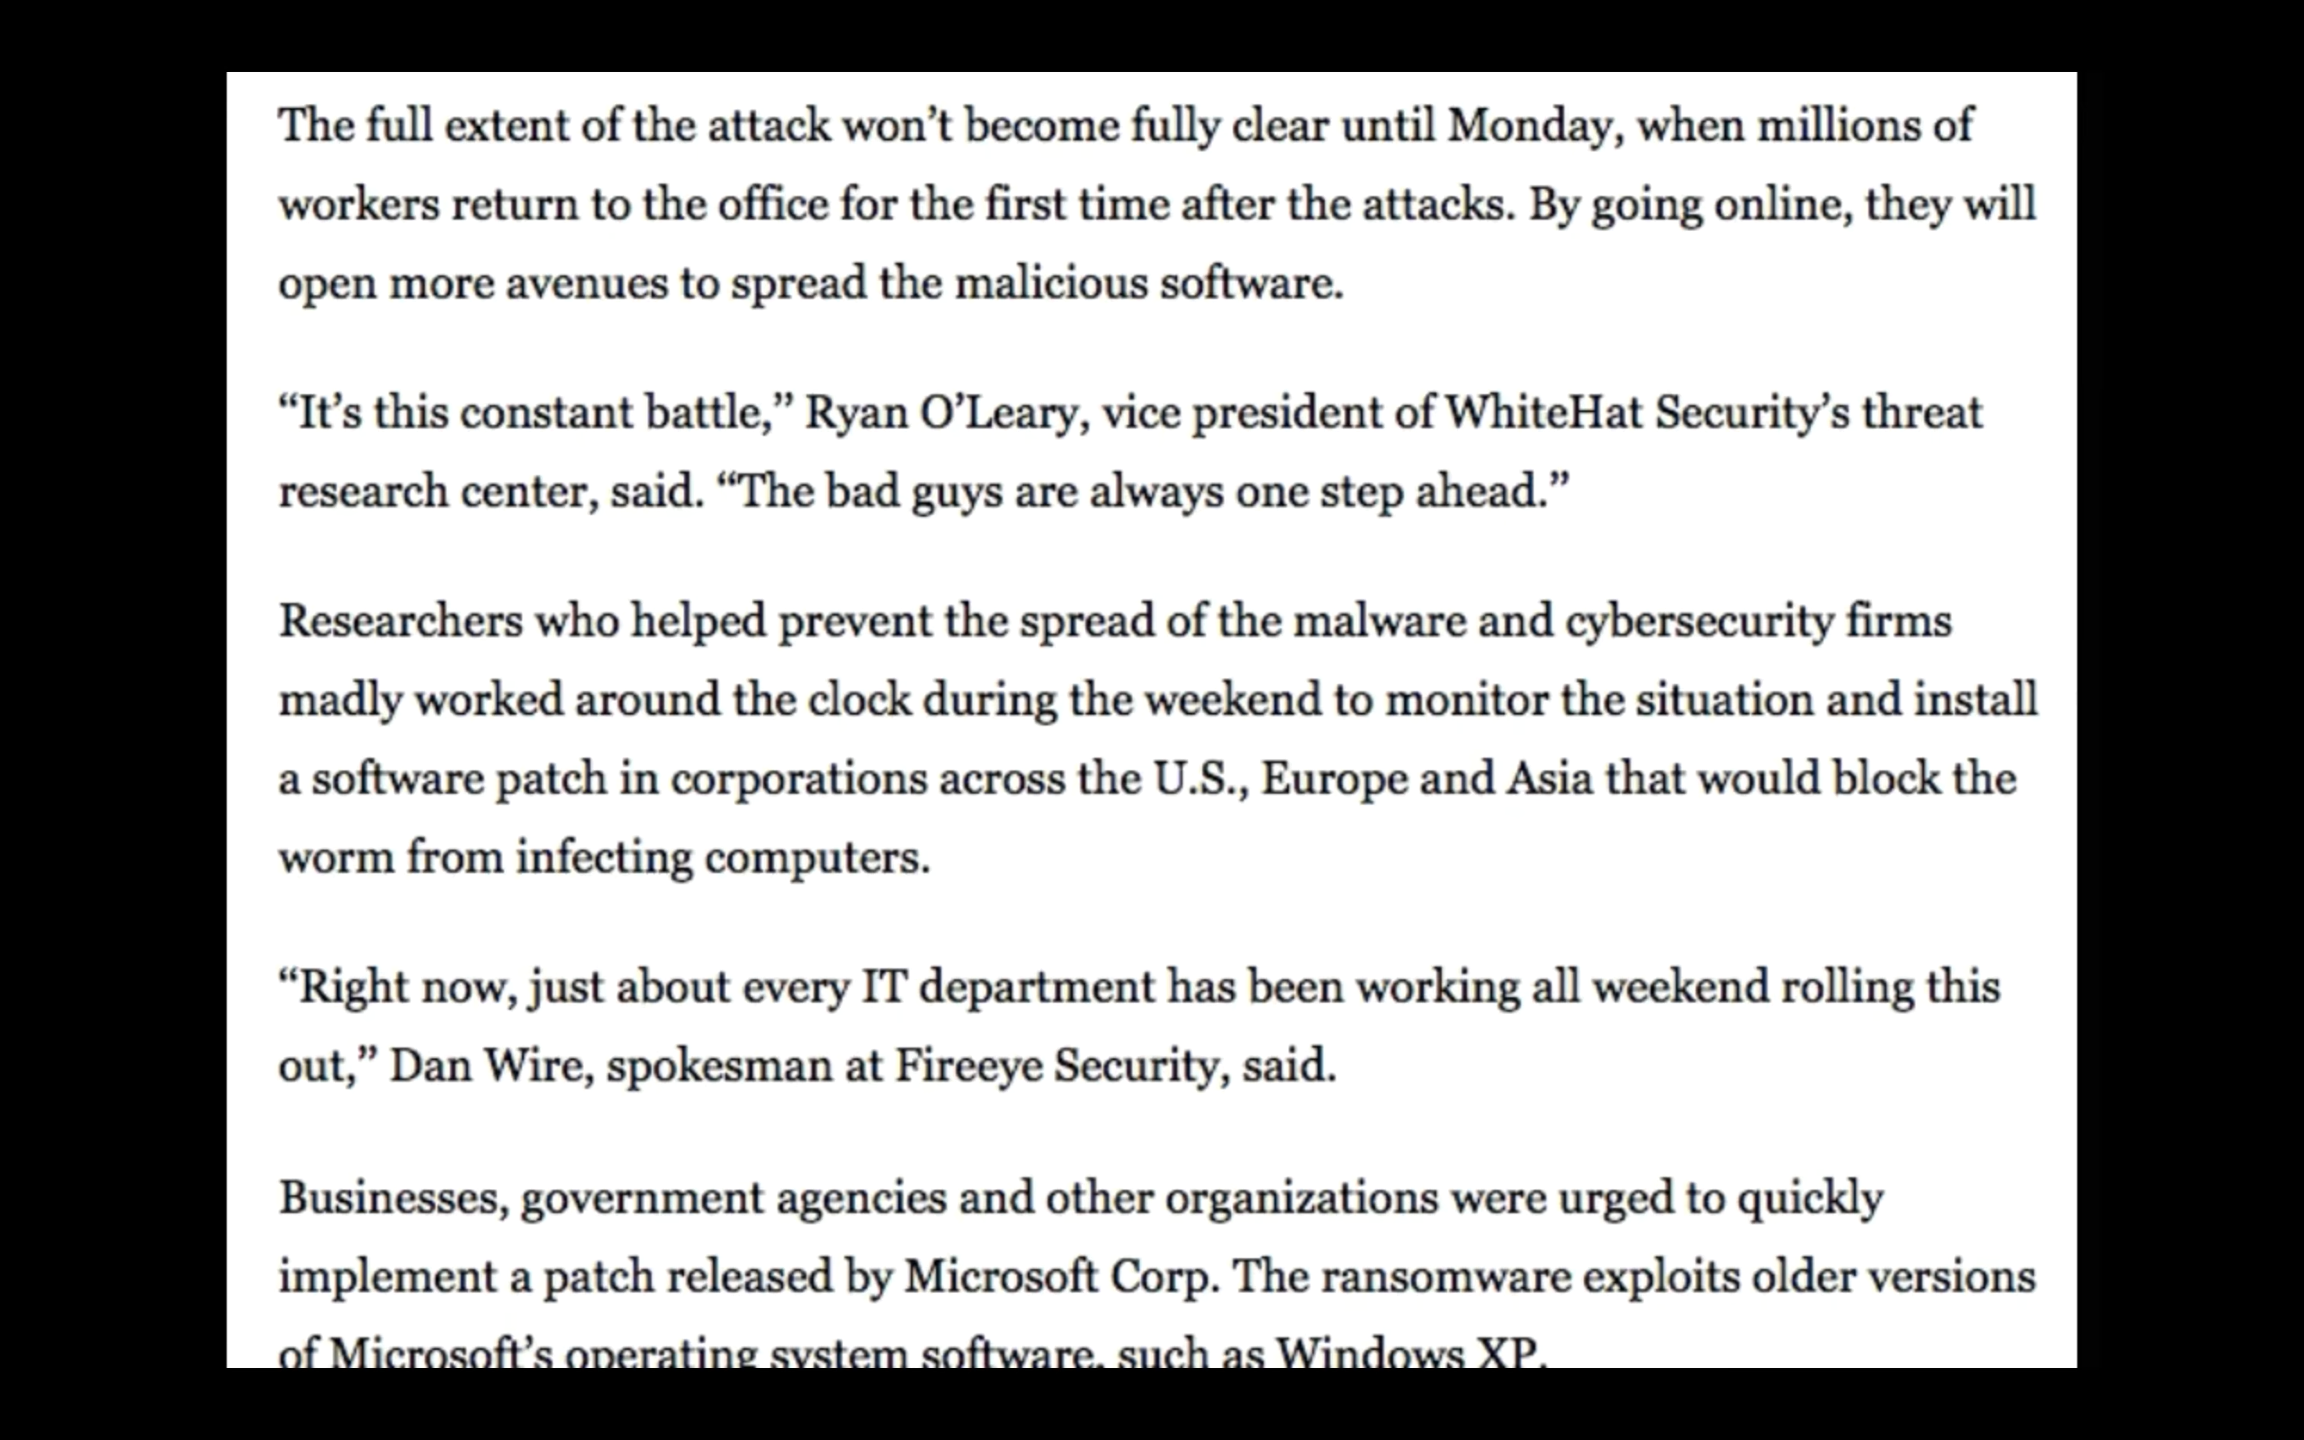 The full extent of the attack won’t become fully clear until Monday, when millions of
workers return to the office for the first time after the attacks. By going online, they will
open more avenues to spread the malicious software.
“It’s this constant battle,” Ryan O’Leary, vice president of WhiteHat Security’s threat
research center, said. “The bad guys are always one step ahead.”
Researchers who helped prevent the spread of the malware and cybersecurity firms
madly worked around the clock during the weekend to monitor the situation and install
a software patch in corporations across the U.S., Europe and Asia that would block the
worm from infecting computers.
“Right now, just about every IT department has been working all weekend rolling this
out,” Dan Wire, spokesman at Fireeye Security, said.
Businesses, government agencies and other organizations were urged to quickly
implement a patch released by Microsoft Corp. The ransomware exploits older versions
of Microsoft’s operating system software, such as Windows XP.